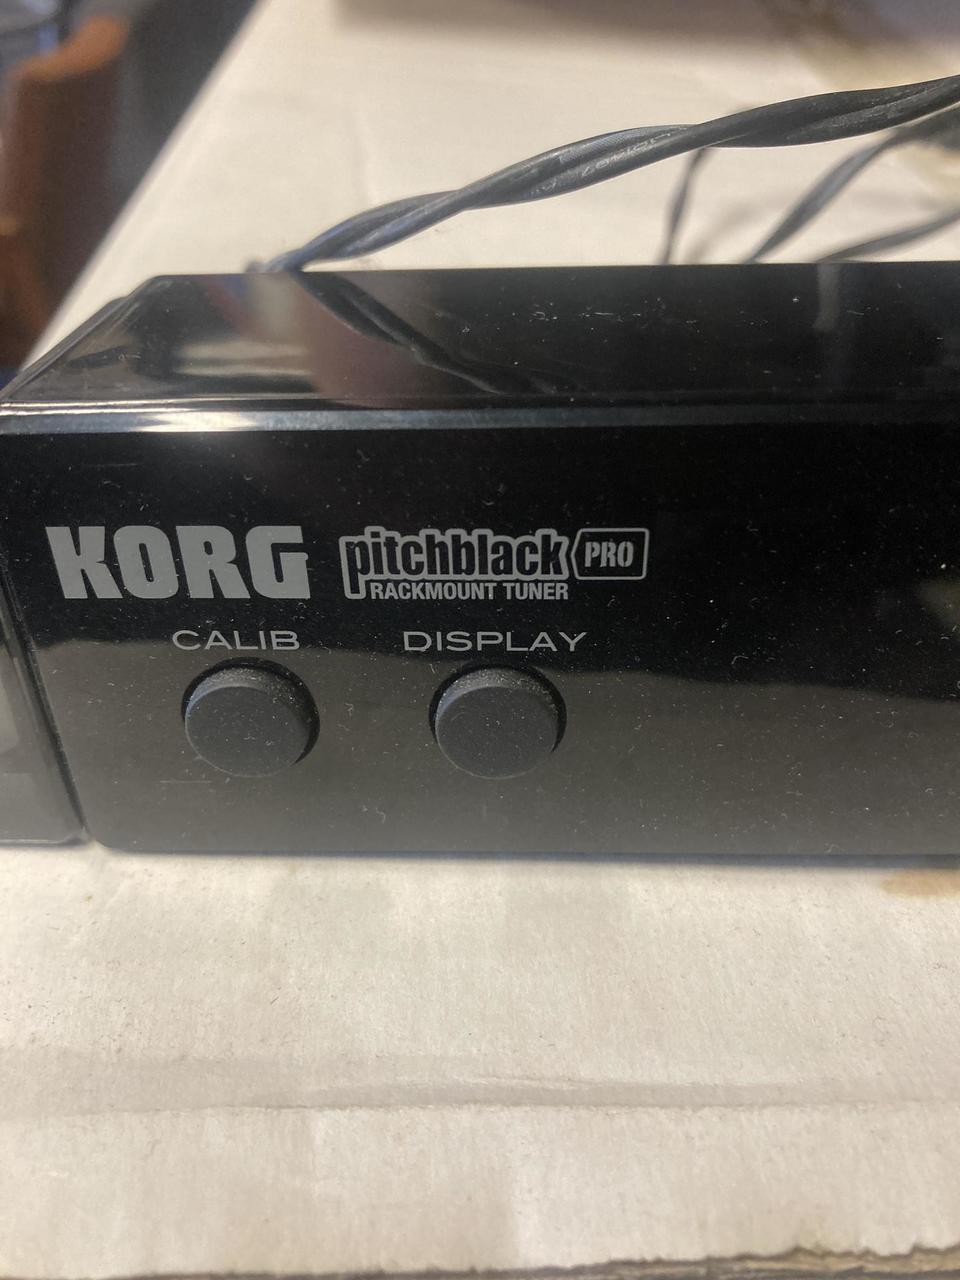 KORG pitchblack PRO
RACKMOUNT TUNER
CALIB DISPLAY